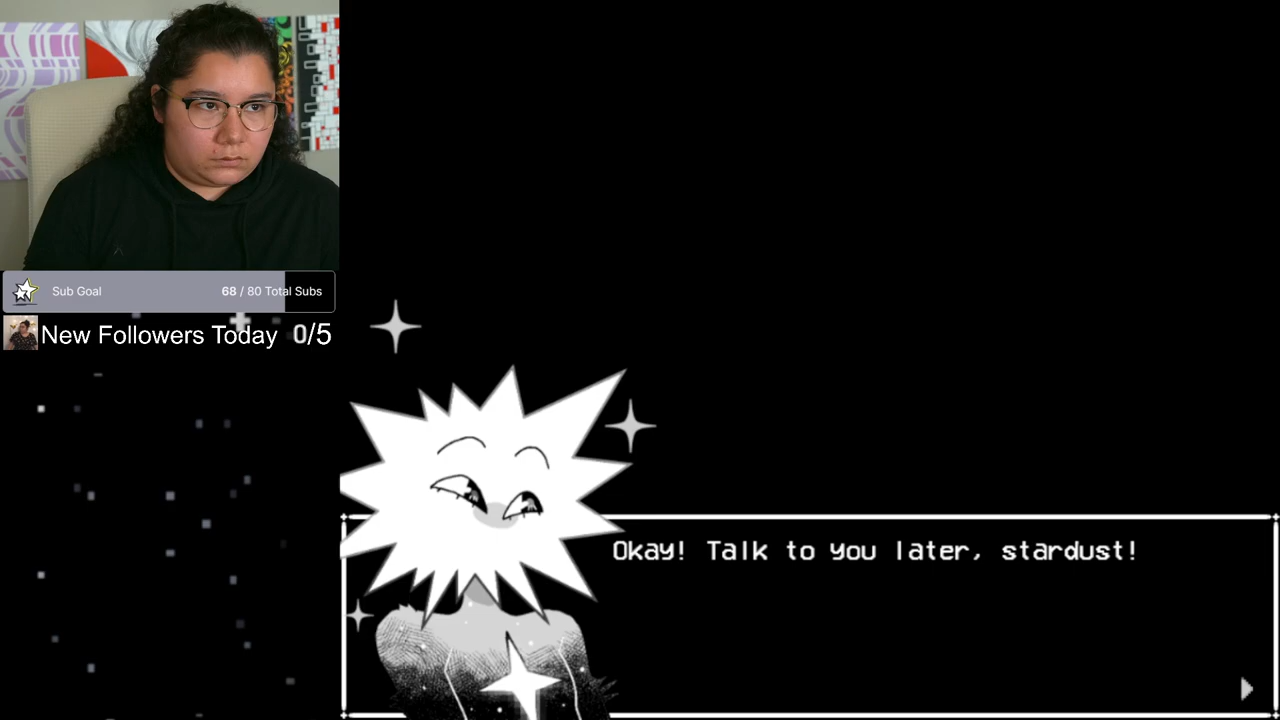 Sub Goal 68 / 80 Total Subs
New Followers Today 0/5
Okay! Talk to you later, stardust!